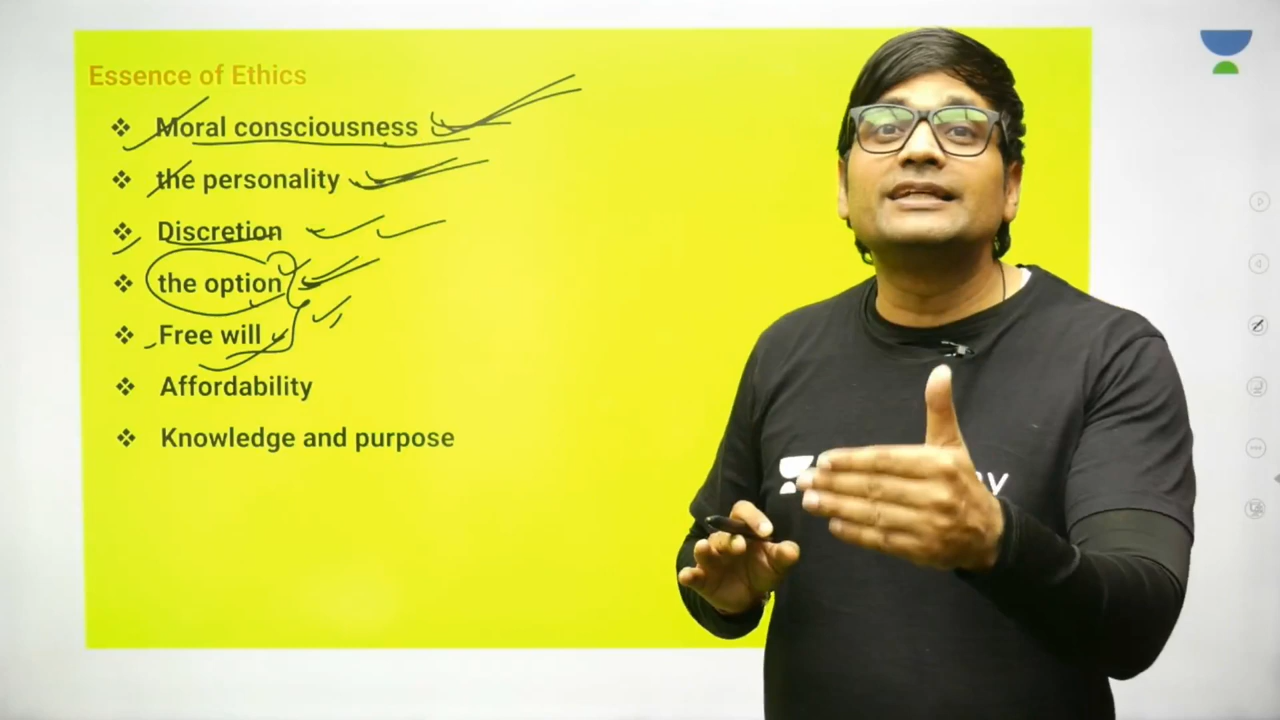 Essence of Ethics
❖ Moral consciousness
❖ the personality
❖ Discretion
❖ the option
❖ Free will
❖ Affordability
❖ Knowledge and purpose